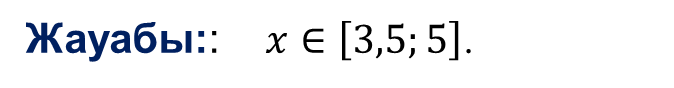 Жауабы:: 𝑥 ∈ [3,5; 5].